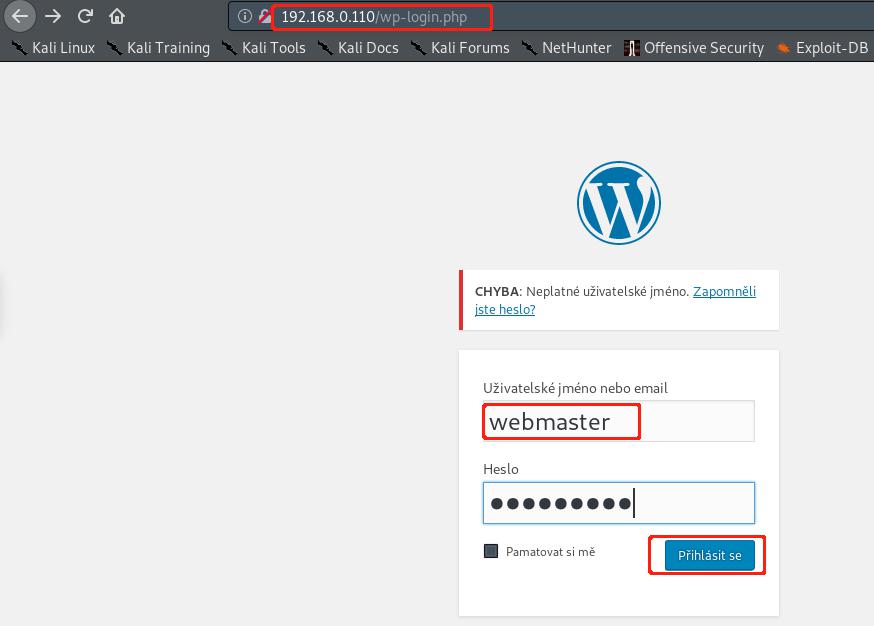 192.168.0.110/wp-login.php
Kali Linux Kali Training Kali Tools Kali Docs Kali Forums NetHunter Offensive Security Exploit-DB
CHYBA: Neplatné uživatelské jméno. Zapomněli
jste heslo?
Uživatelské jméno nebo email
webmaster
Heslo
Pamatovat si mě
Přihlásit se